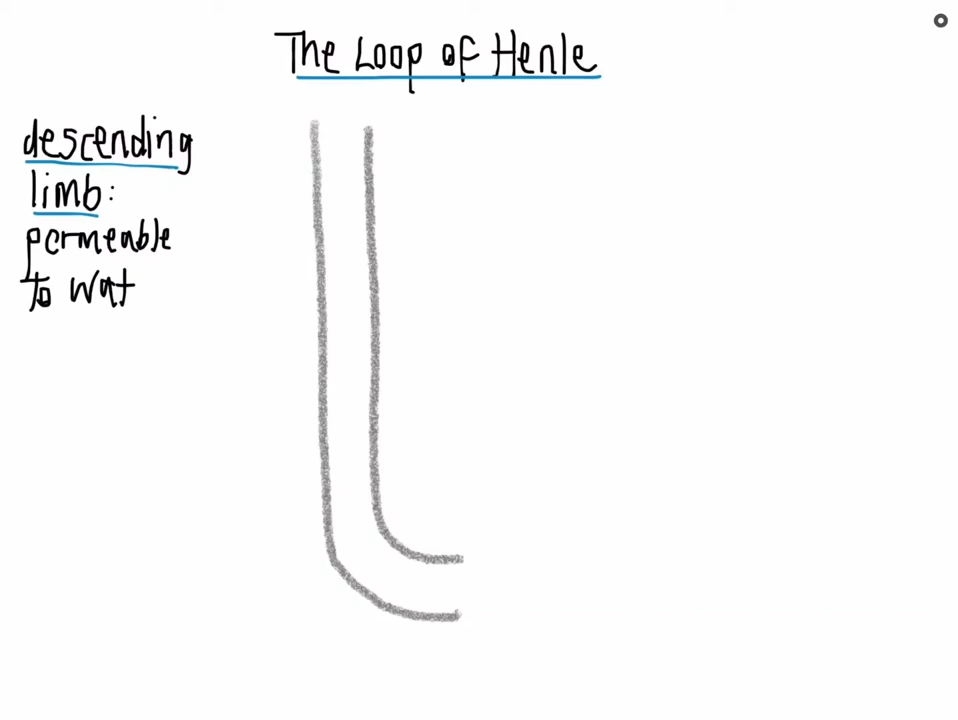 The Loop of Henle
descending
limb:
permeable
to wat